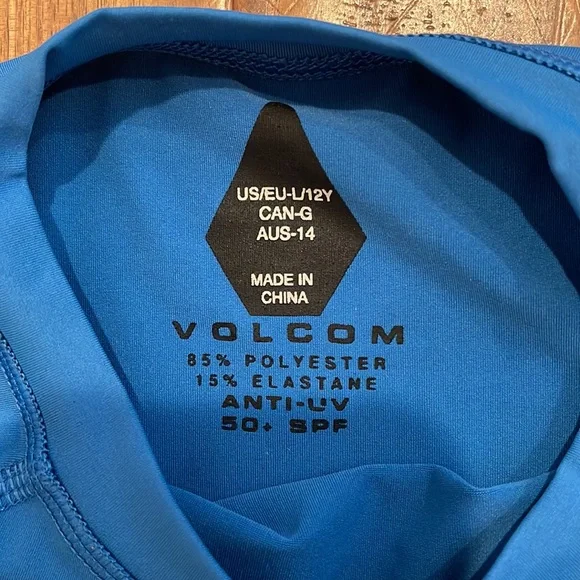 US/EU-L/12Y
CAN-G
AUS-14
MADE IN
CHINA
VOLCOM
85% POLYESTER
15% ELASTANE
ANTI-UV
50+ SPF